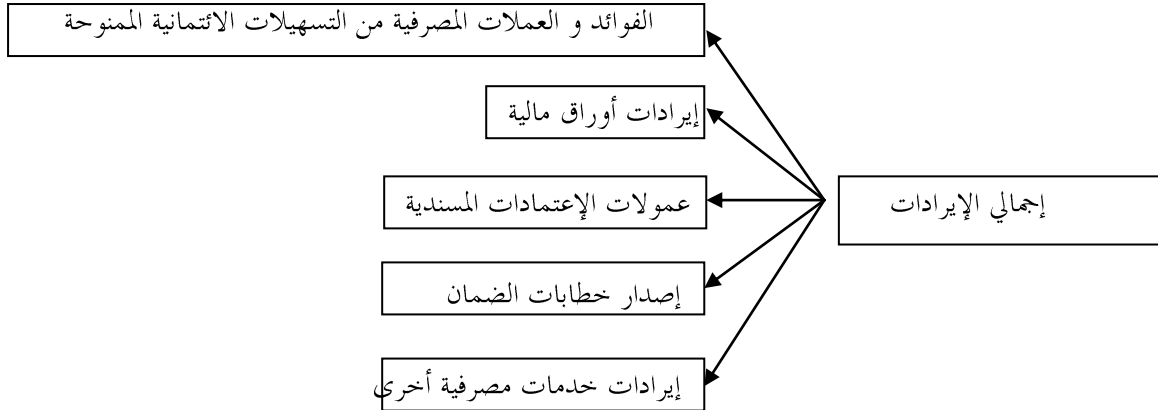 الفوائد و العملات المصرفية من التسهيلات الائتمانية الممنوحة
إيرادات أوراق مالية
عمولات الإعتمادات المسندية
إجمالي الإيرادات
إصدار خطابات الضمان
إيرادات خدمات مصرفية أخرى